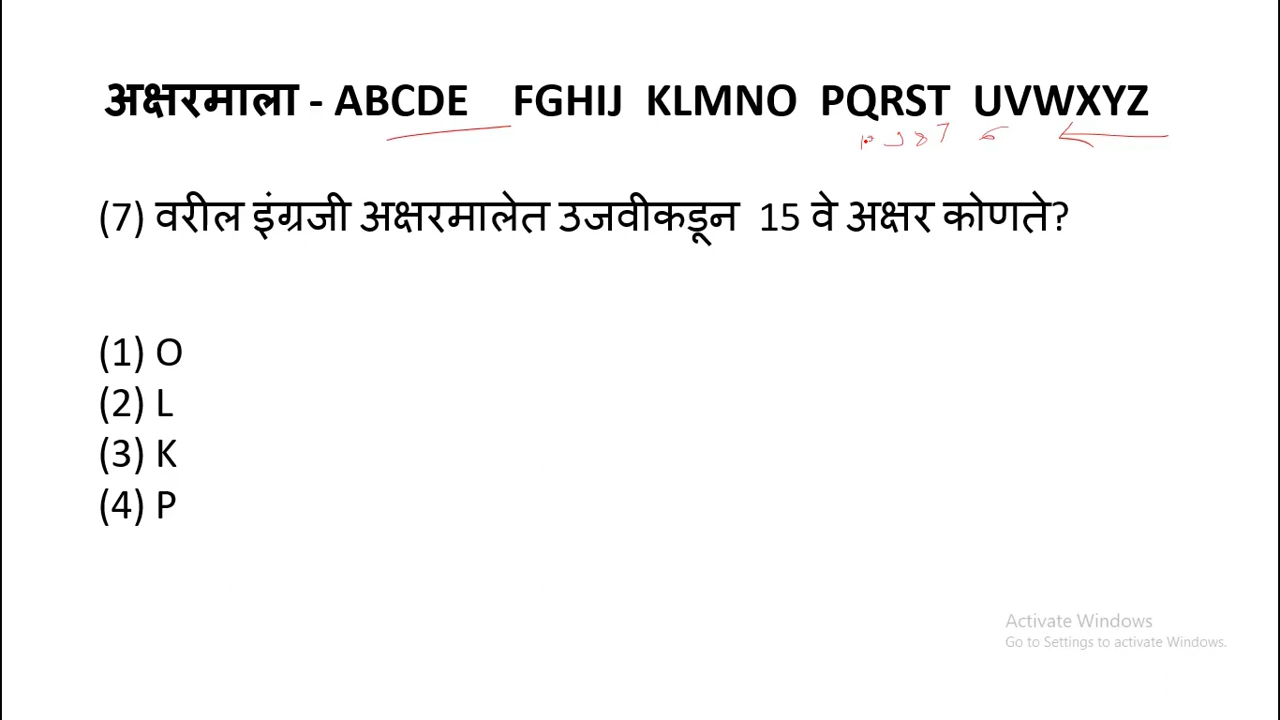 अक्षरमाला - ABCDE FGHIJ KLMNO PQRST UVWXYZ
(7) वरील इंग्रजी अक्षरमालेत उजवीकडून 15 वे अक्षर कोणते?
(1) O
(2) L
(3) K
(4) P
Activate Windows
Go to Settings to activate Windows.